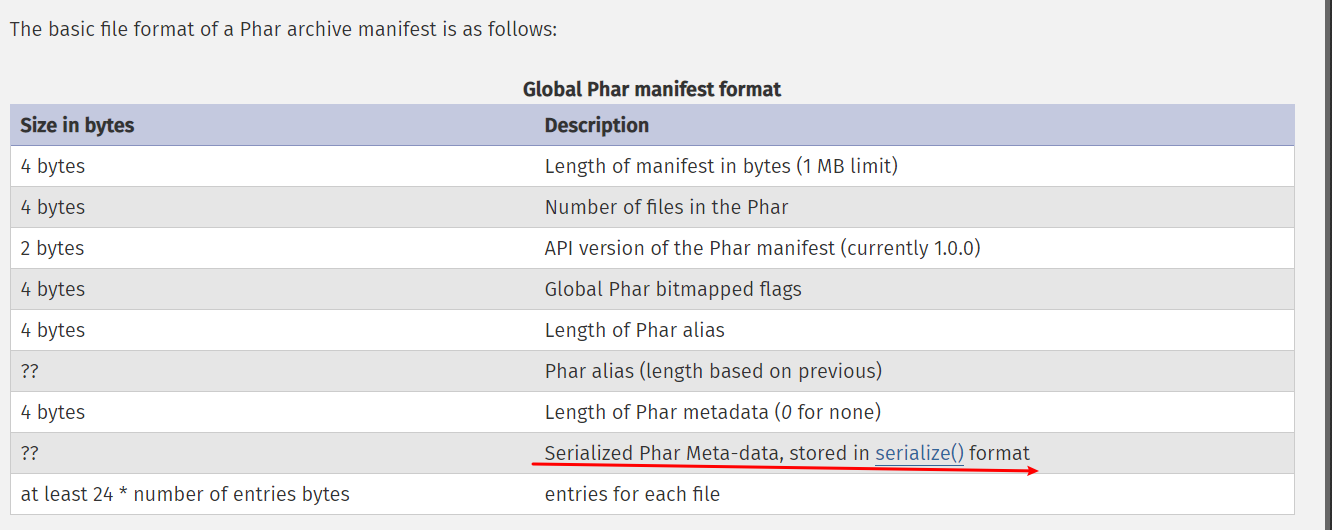 The basic file format of a Phar archive manifest is as follows:
Global Phar manifest format
Size in bytes Description
4 bytes Length of manifest in bytes (1 MB limit)
4 bytes Number of files in the Phar
2 bytes API version of the Phar manifest (currently 1.0.0)
4 bytes Global Phar bitmapped flags
4 bytes Length of Phar alias
?? Phar alias (length based on previous)
4 bytes Length of Phar metadata (0 for none)
?? Serialized Phar Meta-data, stored in serialize() format
at least 24 * number of entries bytes entries for each file